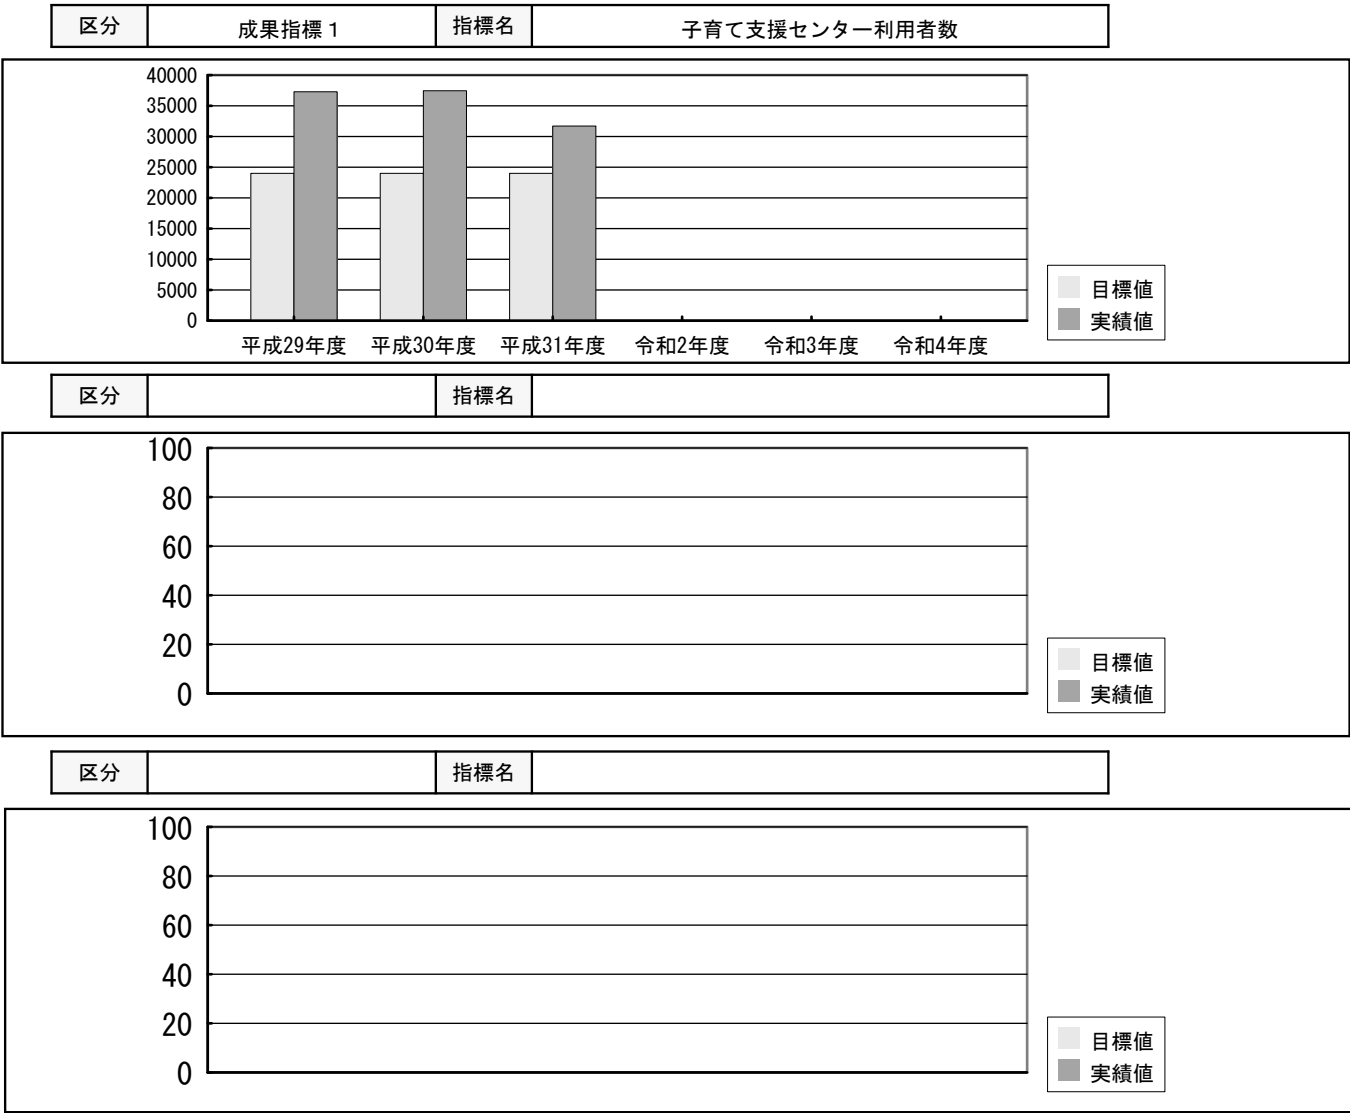 区分 成果指標１ 指標名 子育て支援センター利用者数
40000
35000
30000
25000
20000
15000
10000
5000
0
平成29年度 平成30年度 平成31年度 令和2年度 令和3年度 令和4年度
目標値
実績値
区分 指標名
100
80
60
40
20
0
目標値
実績値
区分 指標名
100
80
60
40
20
0
目標値
実績値